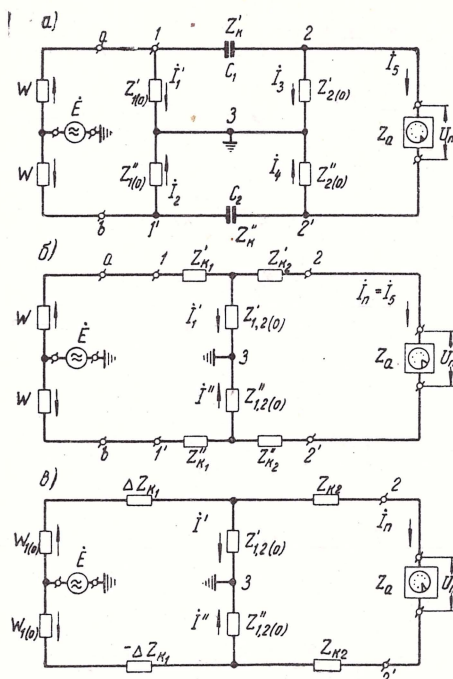 а)
a 1 Z'к 2
C₁
W Z'₁₍₀₎ İ'₁ İ₃ Z'₂₍₀₎ İ₅
Ė 3 Zₐ Uп
W Z''₁₍₀₎ İ₂ İ₄ Z''₂₍₀₎
C₂
b 1' Z''к 2'
б)
a 1 Z'к₁ Z'к₂ 2
W İ'₁ Z'₁,₂₍₀₎ İп = İ₅
Ė 3 Zₐ Uп
W İ'' Z''₁,₂₍₀₎
b 1' Z''к₁ Z''к₂ 2'
в)
ΔZк₁ Zк2 2
W₁₍₀₎ İ' Z'₁,₂₍₀₎ İп
Ė 3 Zₐ Uп
W₁₍₀₎ İ'' Z''₁,₂₍₀₎
-ΔZк₁ Zк2 2'